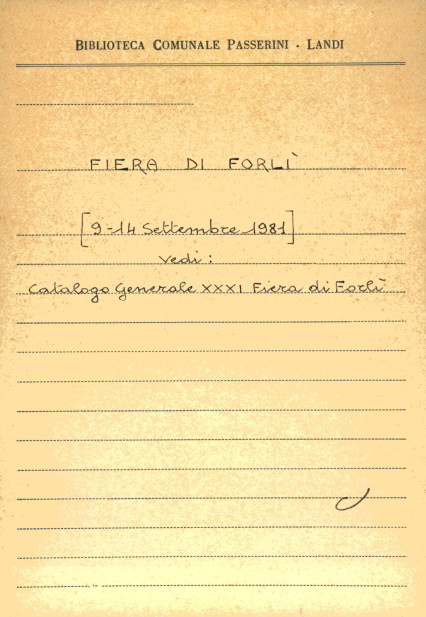 BIBLIOTECA COMUNALE PASSERINI - LANDI
FIERA DI FORLÌ
[9-14 Settembre 1981]
vedi:
Catalogo Generale XXXI Fiera di Forlì